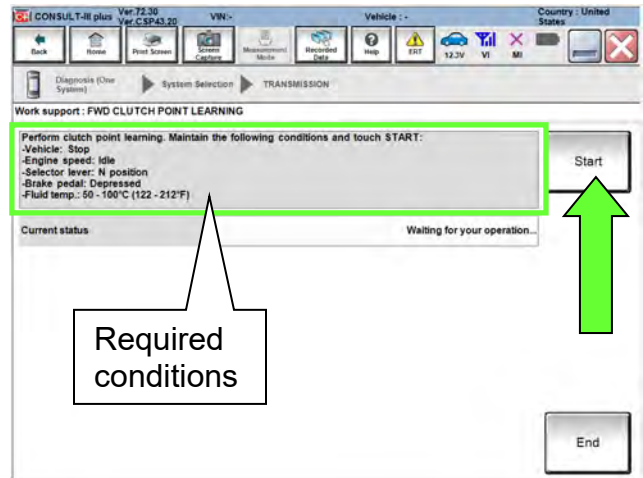 CONSULT-III plus Ver.72.30 Ver.CSP43.20 VIN:- Vehicle : - Country : United States
Back Home Print Screen Screen Capture Measurement Mode Recorded Data Help ERT 12.3V VI MI
Diagnosis (One System) System Selection TRANSMISSION
Work support : FWD CLUTCH POINT LEARNING
Perform clutch point learning. Maintain the following conditions and touch START:
-Vehicle: Stop
-Engine speed: Idle
-Selector lever: N position
-Brake pedal: Depressed
-Fluid temp.: 50 - 100°C (122 - 212°F)
Start
Current status Waiting for your operation...
Required
conditions
End